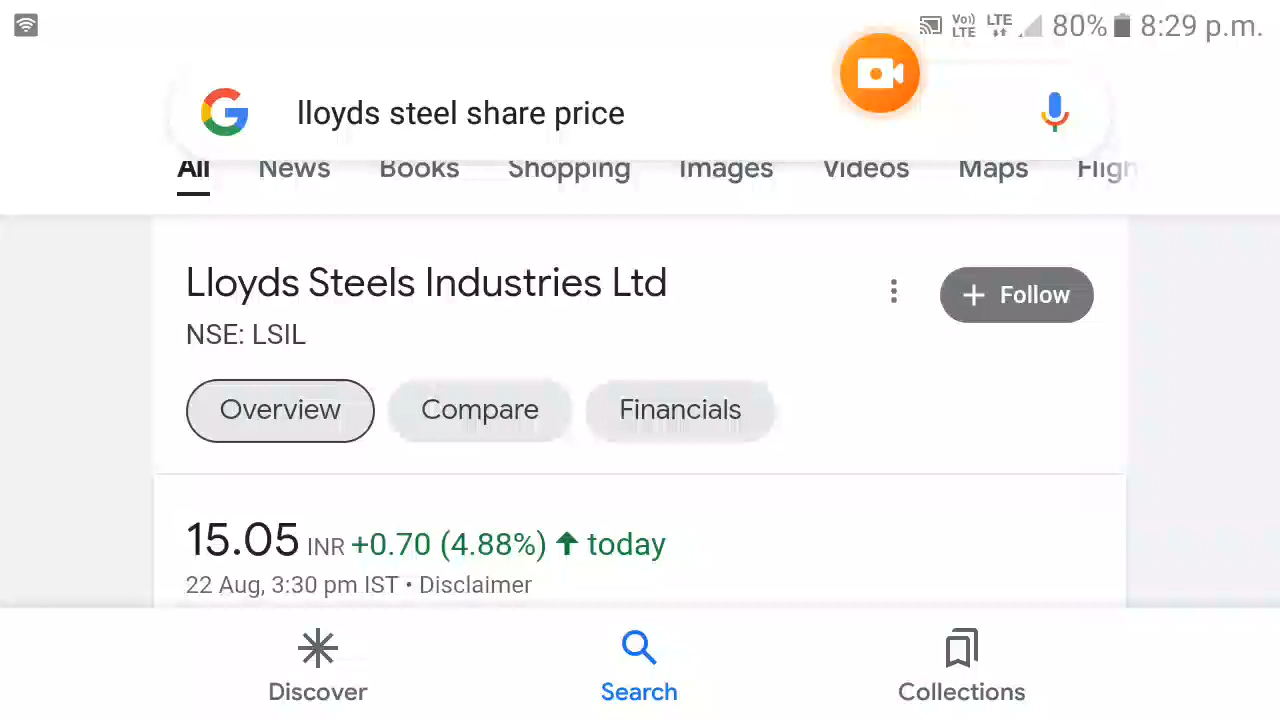 Vo)) LTE LTE 80% 8:29 p.m.
lloyds steel share price
All News Books Shopping Images Videos Maps Fligh
Lloyds Steels Industries Ltd
+ Follow
NSE: LSIL
Overview Compare Financials
15.05 INR +0.70 (4.88%) ↑ today
22 Aug, 3:30 pm IST • Disclaimer
Discover Search Collections